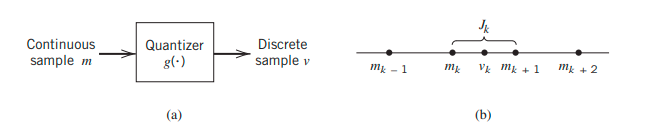 Continuous
sample m
Quantizer
g(·)
Discrete
sample v
(a)
J_k
m_{k – 1}
m_k
v_k
m_{k + 1}
m_{k + 2}
(b)